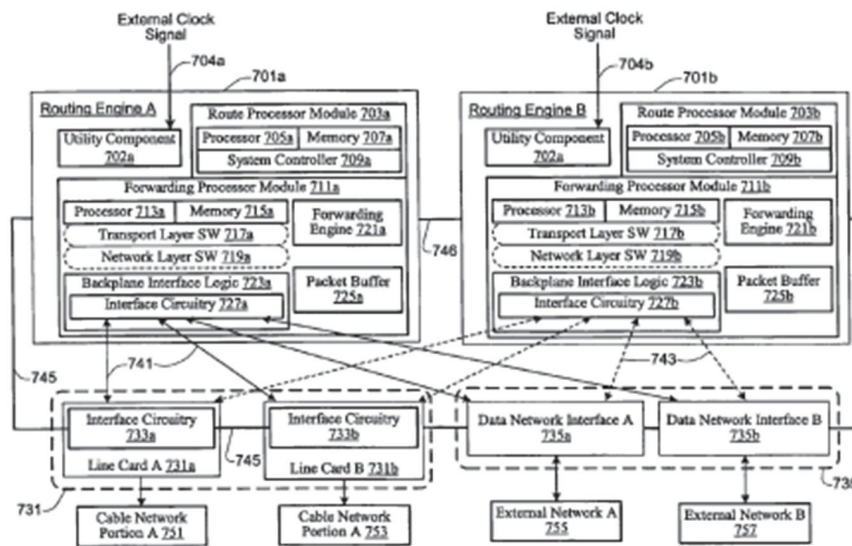 External Clock
Signal
704a
701a
Routing Engine A
Route Processor Module 703a
Processor 705a
Memory 707a
System Controller 709a
Utility Component
702a
Forwarding Processor Module 711a
Processor 713a
Memory 715a
Transport Layer SW 717a
Network Layer SW 719a
Forwarding
Engine 721a
Backplane Interface Logic 723a
Interface Circuitry 727a
Packet Buffer
725a
External Clock
Signal
704b
701b
Routing Engine B
Route Processor Module 703b
Processor 705b
Memory 707b
System Controller 709b
Utility Component
702a
Forwarding Processor Module 711b
Processor 713b
Memory 715b
Transport Layer SW 717b
Network Layer SW 719b
Forwarding
Engine 721b
Backplane Interface Logic 723b
Interface Circuitry 727b
Packet Buffer
725b
746
741
743
745
Interface Circuitry
733a
Line Card A 731a
745
Interface Circuitry
733b
Line Card B 731b
Data Network Interface A
735a
Data Network Interface B
735b
731
Cable Network
Portion A 751
Cable Network
Portion A 753
External Network A
755
External Network B
757